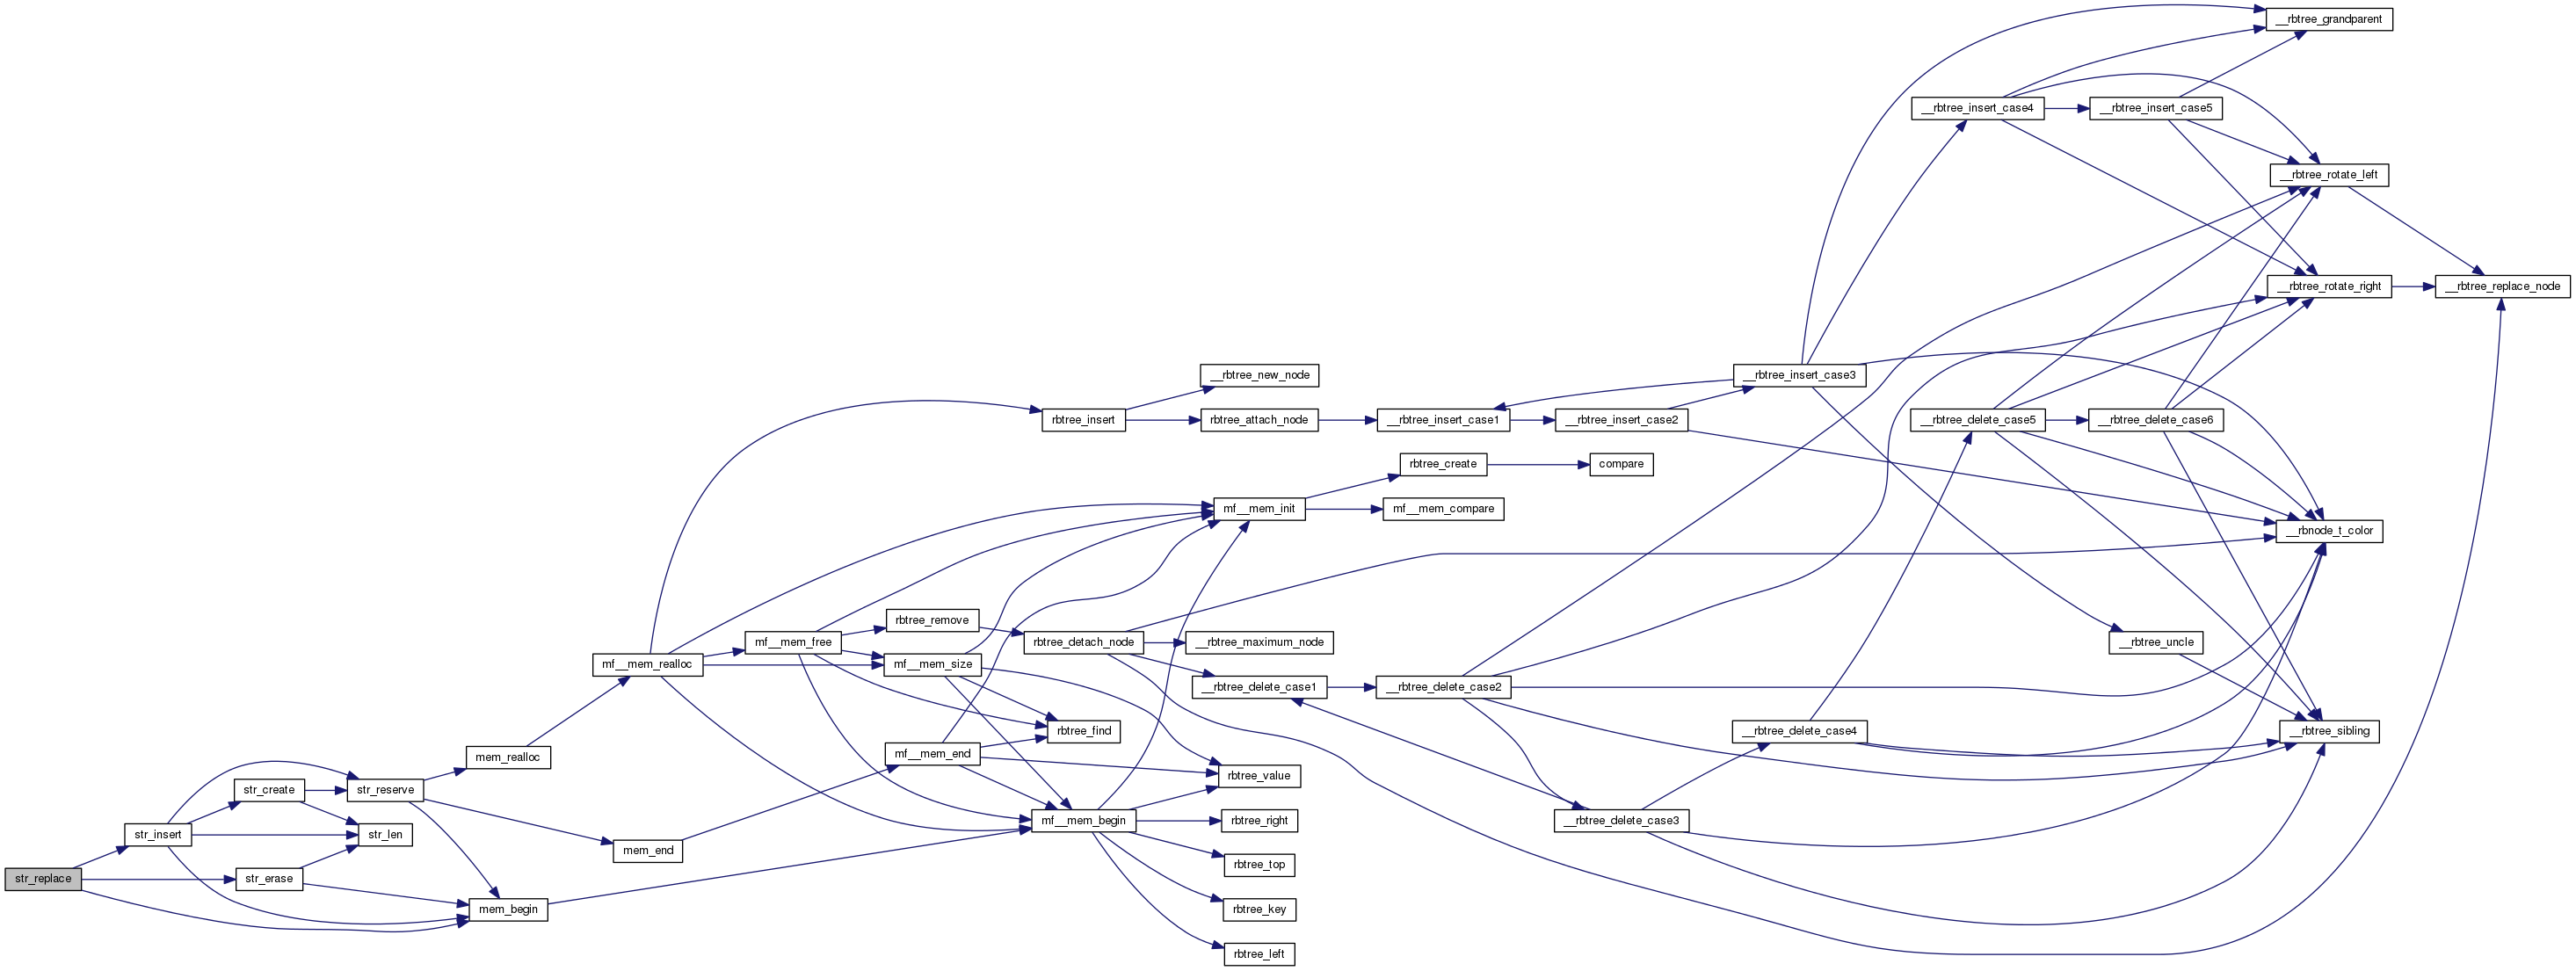 __rbtree_grandparent
__rbtree_insert_case4
__rbtree_insert_case5
__rbtree_rotate_left
__rbtree_rotate_right
__rbtree_replace_node
__rbtree_new_node
__rbtree_insert_case3
rbtree_insert
rbtree_attach_node
__rbtree_insert_case1
__rbtree_insert_case2
__rbtree_delete_case5
__rbtree_delete_case6
rbtree_create
compare
mf__mem_init
mf__mem_compare
__rbnode_t_color
rbtree_remove
mf__mem_free
rbtree_detach_node
__rbtree_maximum_node
__rbtree_uncle
mf__mem_realloc
mf__mem_size
__rbtree_delete_case1
__rbtree_delete_case2
rbtree_find
__rbtree_delete_case4
__rbtree_sibling
mem_realloc
mf__mem_end
rbtree_value
str_create
str_reserve
mf__mem_begin
rbtree_right
__rbtree_delete_case3
str_insert
str_len
mem_end
rbtree_top
str_replace
str_erase
mem_begin
rbtree_key
rbtree_left